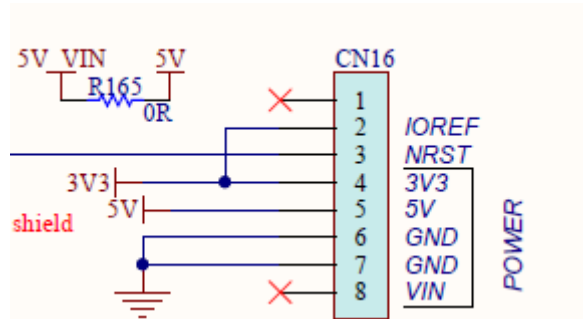 5V_VIN 5V CN16
R165
0R
1
2 IOREF
3 NRST
3V3 4 3V3
5V 5 5V
shield 6 GND
7 GND
8 VIN
POWER